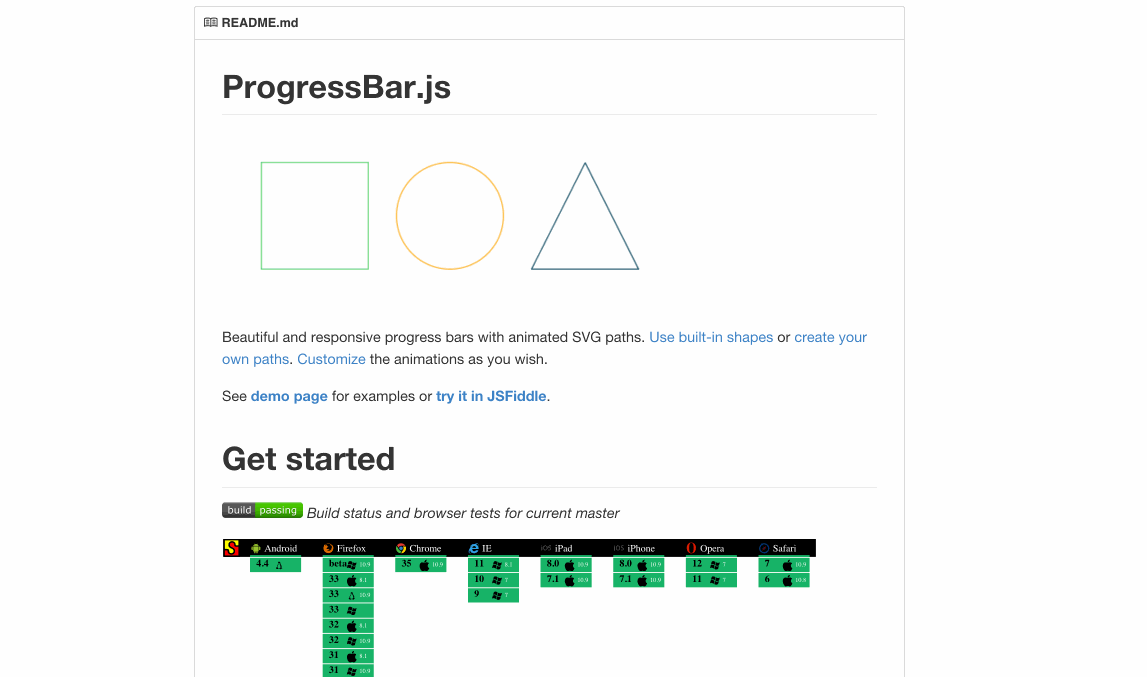 README.md
ProgressBar.js
Beautiful and responsive progress bars with animated SVG paths. Use built-in shapes or create your
own paths. Customize the animations as you wish.
See demo page for examples or try it in JSFiddle.
Get started
build passing Build status and browser tests for current master
S Android Firefox Chrome IE iOS iPad iOS iPhone Opera Safari
4.4 beta 10.9 35 10.9 11 8.1 8.0 10.9 8.0 10.9 12 7 7 10.9
33 8.1 10 7 7.1 10.9 7.1 10.9 11 7 6 10.8
33 10.9 9 7
33
32 8.1
32 10.9
31 8.1
31 10.9